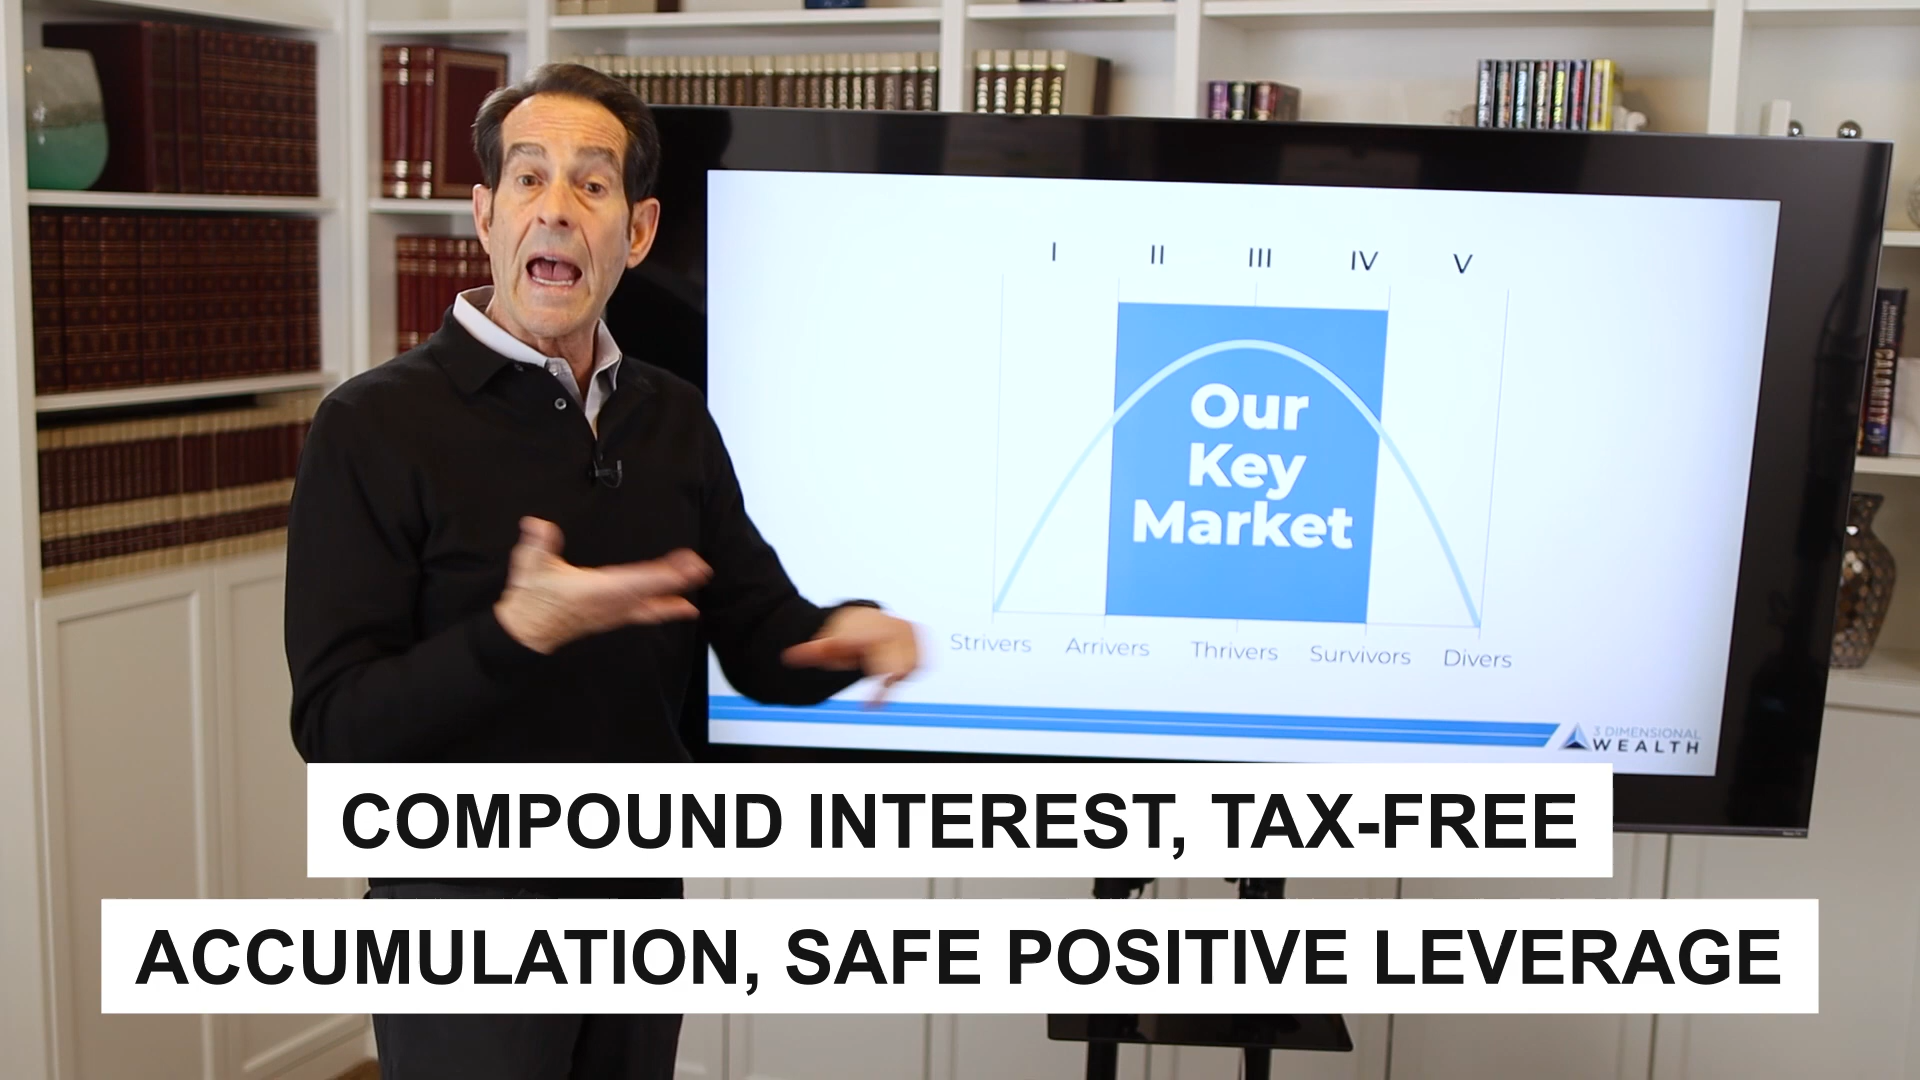 I II III IV V
Our
Key
Market
Strivers Arrivers Thrivers Survivors Divers
3 DIMENSIONAL
WEALTH
CALAMITY
COMPOUND INTEREST, TAX-FREE
ACCUMULATION, SAFE POSITIVE LEVERAGE